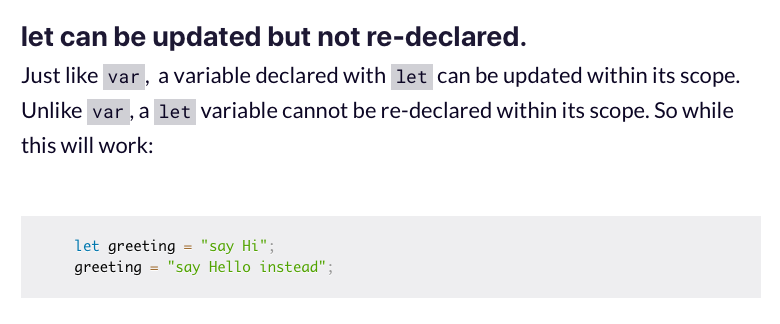 let can be updated but not re-declared.
Just like var, a variable declared with let can be updated within its scope.
Unlike var, a let variable cannot be re-declared within its scope. So while
this will work:
let greeting = "say Hi";
greeting = "say Hello instead";